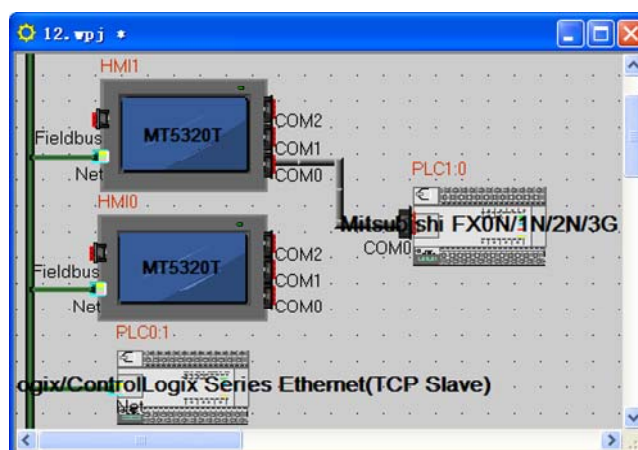 12.wpj *
HMI1
MT5320T
COM2
COM1
COM0
Fieldbus
Net
PLC1:0
Mitsubishi FX0N/1N/2N/3G
COM0
HMI0
MT5320T
COM2
COM1
COM0
Fieldbus
Net
PLC0:1
ogix/ControlLogix Series Ethernet(TCP Slave)
Net